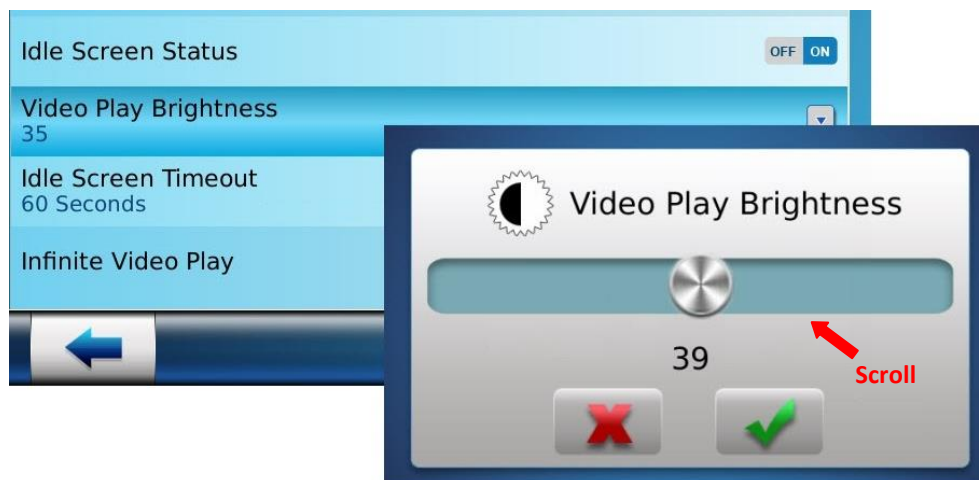 Idle Screen Status
OFF ON
Video Play Brightness
35
Idle Screen Timeout
60 Seconds
Infinite Video Play
Video Play Brightness
39
Scroll